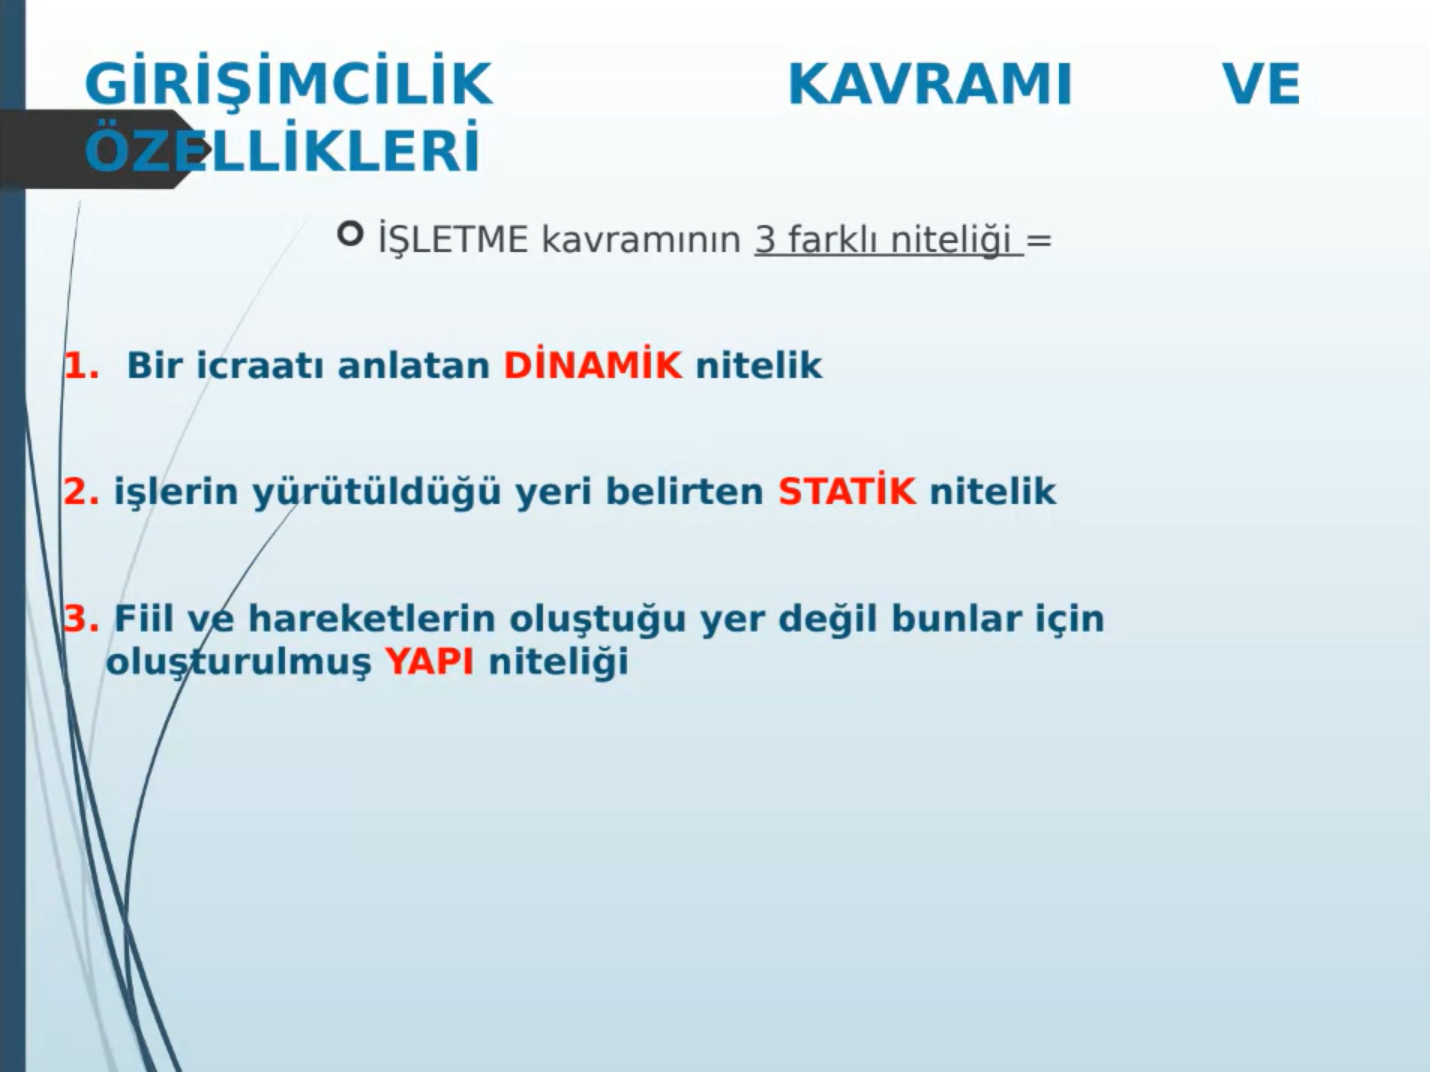 GİRİŞİMCİLİK KAVRAMI VE
ÖZELLİKLERİ
İŞLETME kavramının 3 farklı niteliği =
1. Bir icraatı anlatan DİNAMİK nitelik
2. işlerin yürütüldüğü yeri belirten STATİK nitelik
3. Fiil ve hareketlerin oluştuğu yer değil bunlar için
oluşturulmuş YAPI niteliği